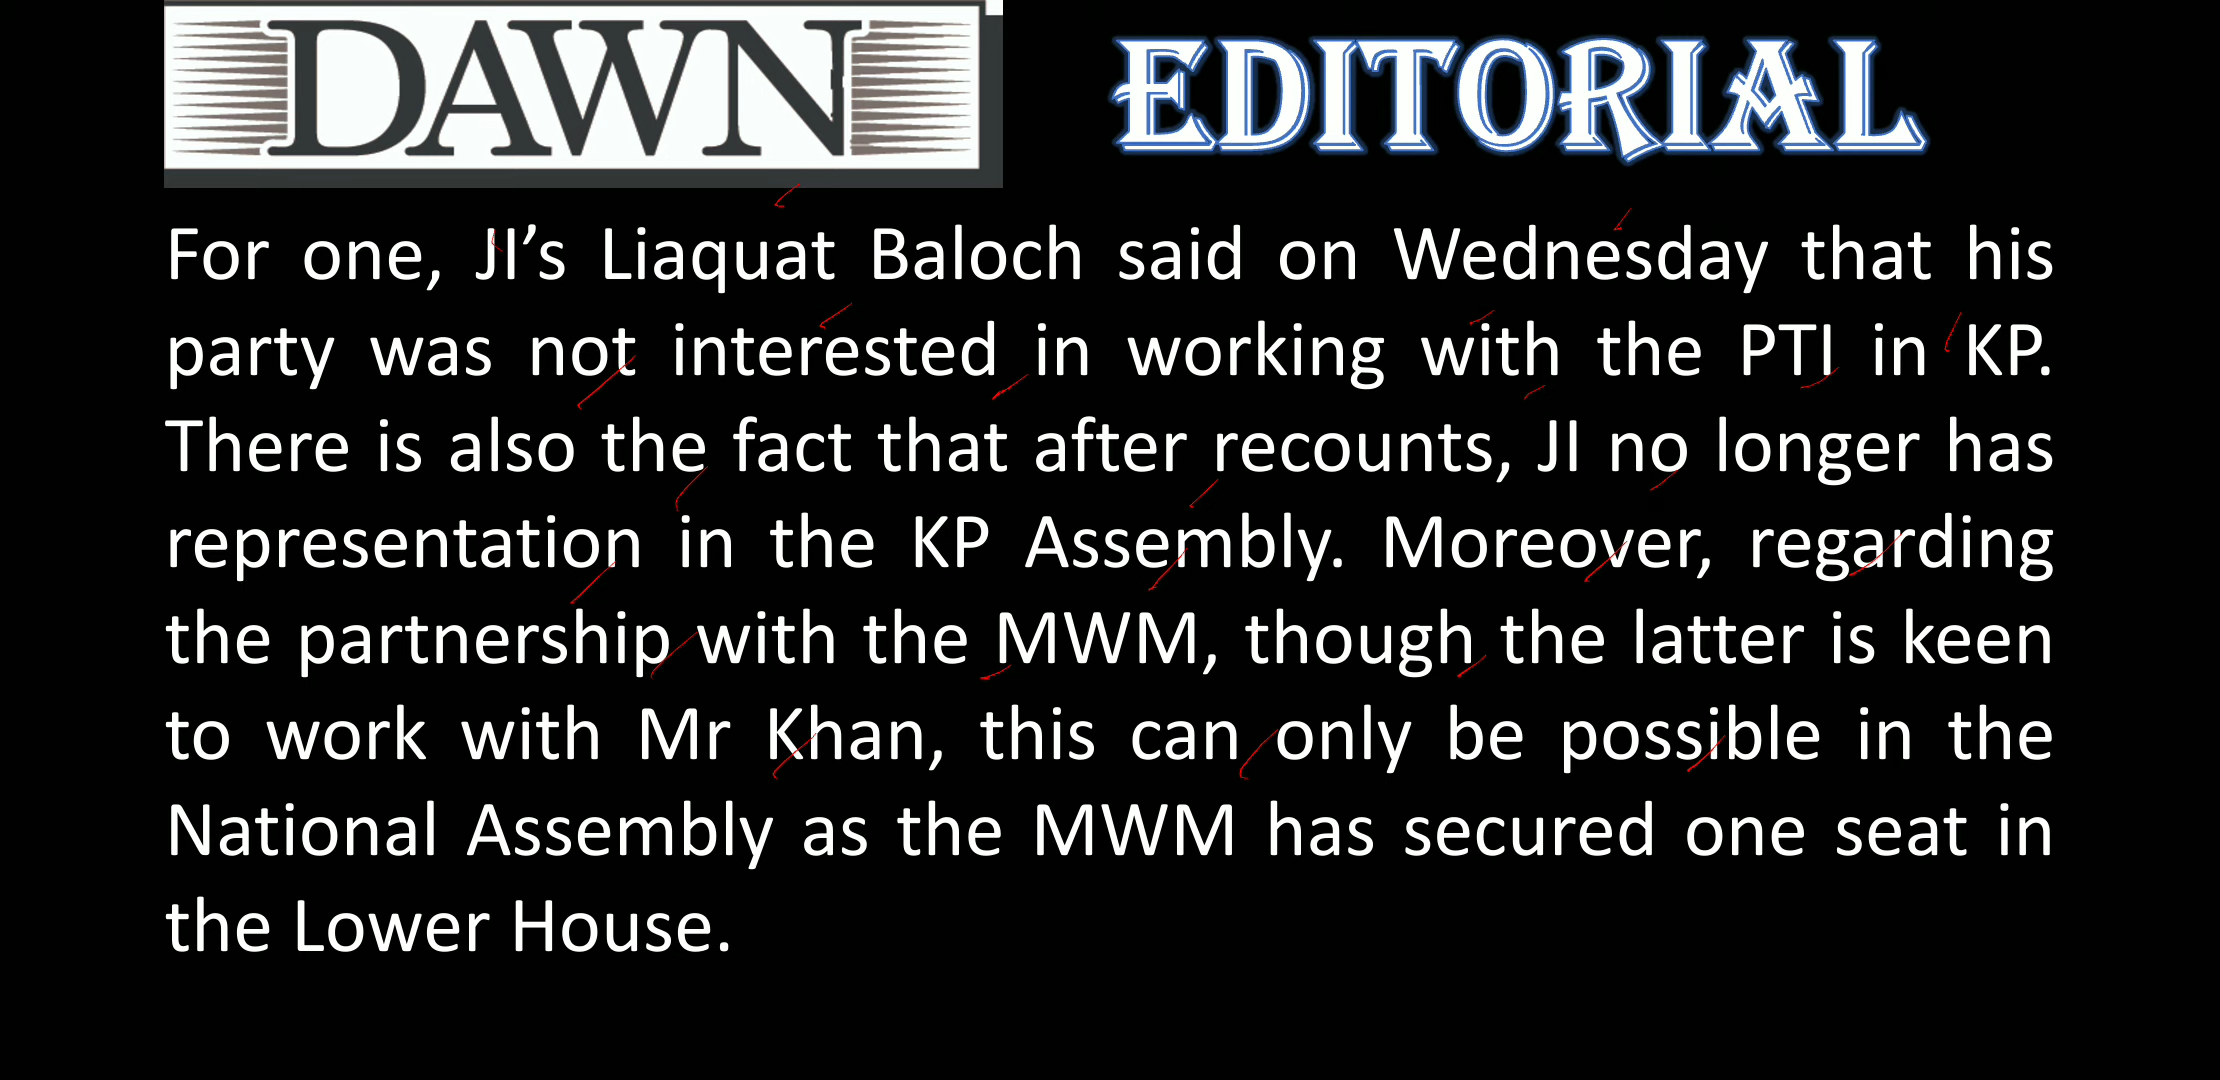 DAWN EDITORIAL
For one, JI’s Liaquat Baloch said on Wednesday that his
party was not interested in working with the PTI in KP.
There is also the fact that after recounts, JI no longer has
representation in the KP Assembly. Moreover, regarding
the partnership with the MWM, though the latter is keen
to work with Mr Khan, this can only be possible in the
National Assembly as the MWM has secured one seat in
the Lower House.